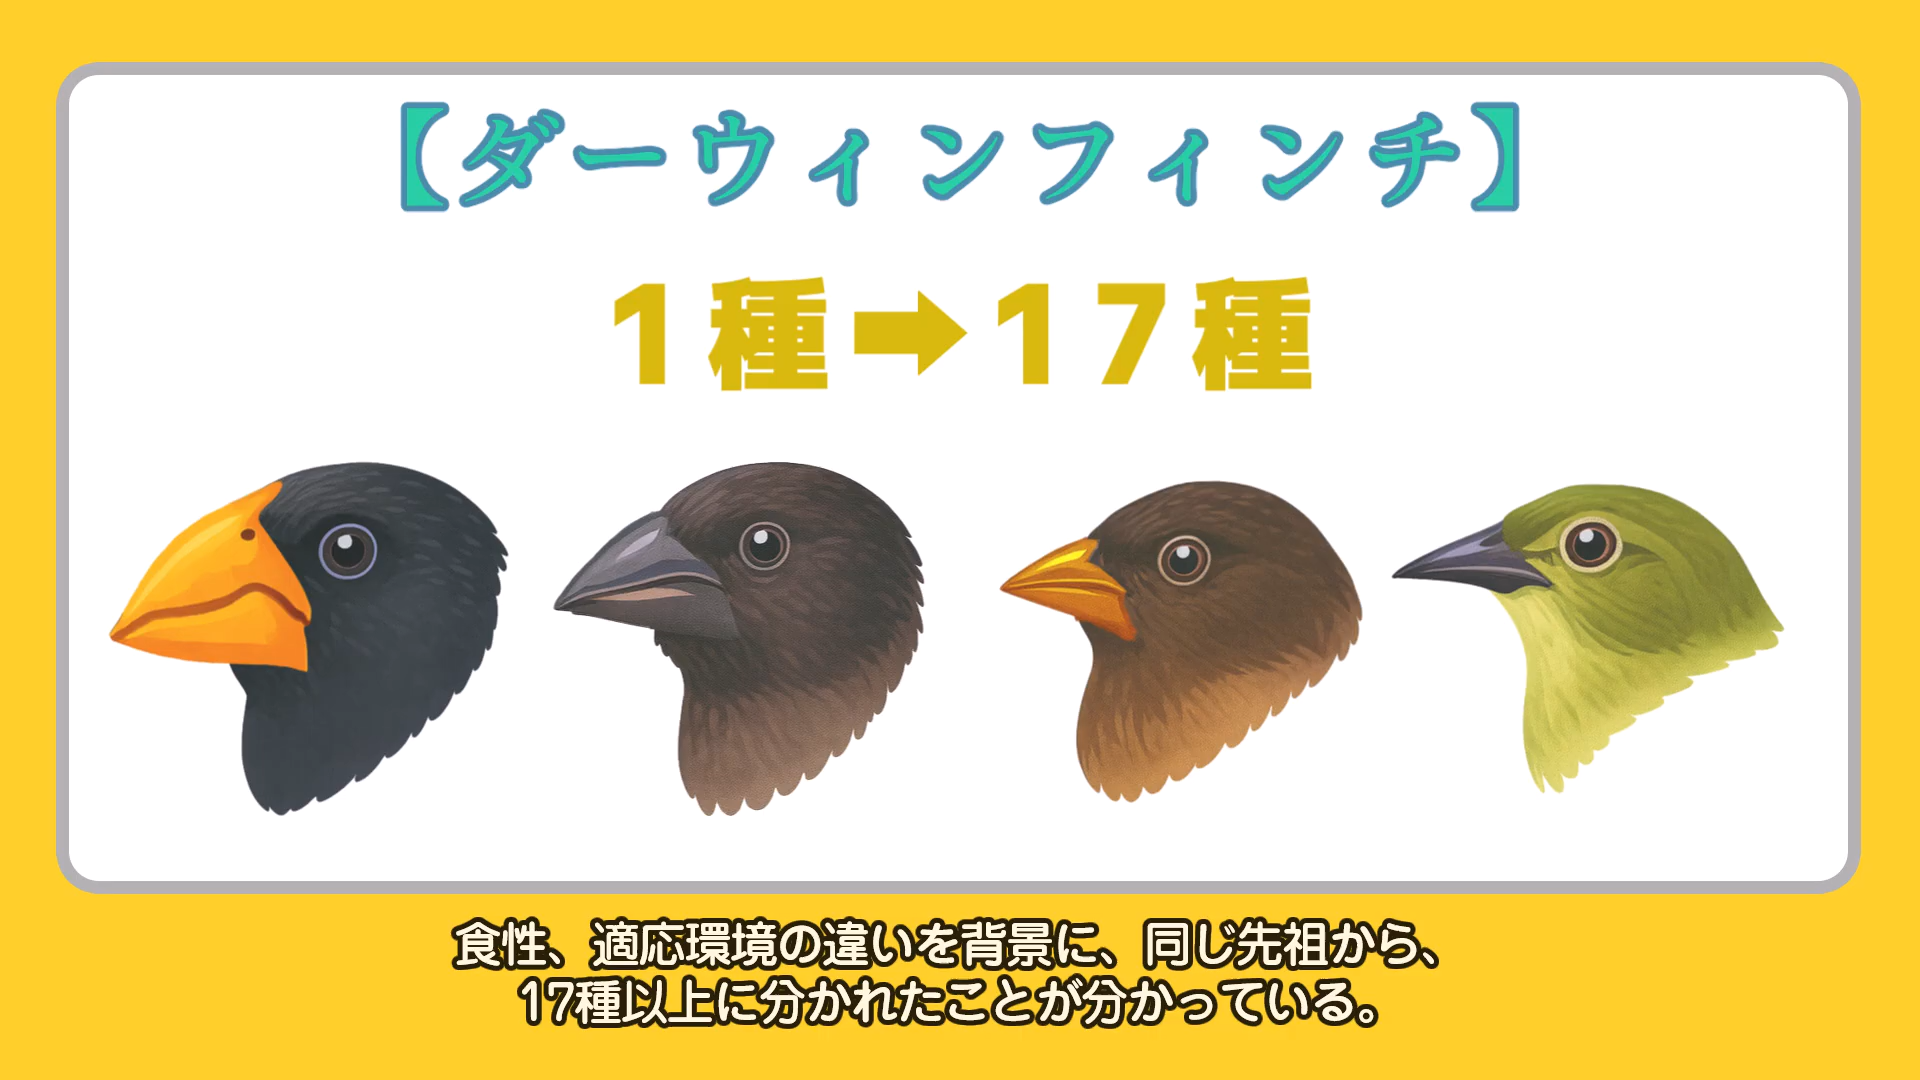 【ダーウィンフィンチ】
1種➡17種
食性、適応環境の違いを背景に、同じ先祖から、
17種以上に分かれたことが分かっている。